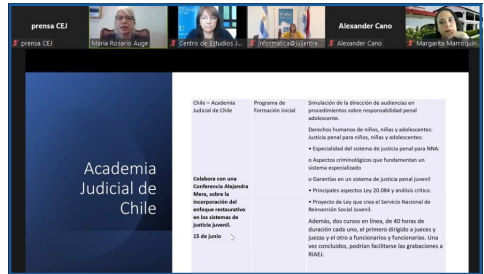 prensa CEJ
Alexander Cano
prensa CEJ
Maria Rosario Auge
Centro de Estudios J...
informatica@jusentre...
Alexander Cano
Margarita Marroquin...
Academia
Judicial de
Chile
Chile – Academia
Judicial de Chile
Colabora con una
Conferencia Alejandra
Mera, sobre la
incorporación del
enfoque restaurativo
en los sistemas de
justicia juvenil.
15 de junio
Programa de
Formación Inicial
Simulación de la dirección de audiencias en
procedimientos sobre responsabilidad penal
adolescente.
Derechos humanos de niños, niñas y adolescentes:
Justicia penal para niños, niñas y adolescentes:
• Especialidad del sistema de justicia penal para NNA:
o Aspectos criminológicos que fundamentan un
sistema especializado
o Garantías en un sistema de justicia penal juvenil
• Principales aspectos Ley 20.084 y análisis crítico.
• Proyecto de Ley que crea el Servicio Nacional de
Reinserción Social Juvenil.
Además, dos cursos en línea, de 40 horas de
duración cada uno, el primero dirigido a jueces y
juezas y el otro a funcionarios y funcionarias. Una
vez concluidos, podrían facilitarse las grabaciones a
RIAEJ.